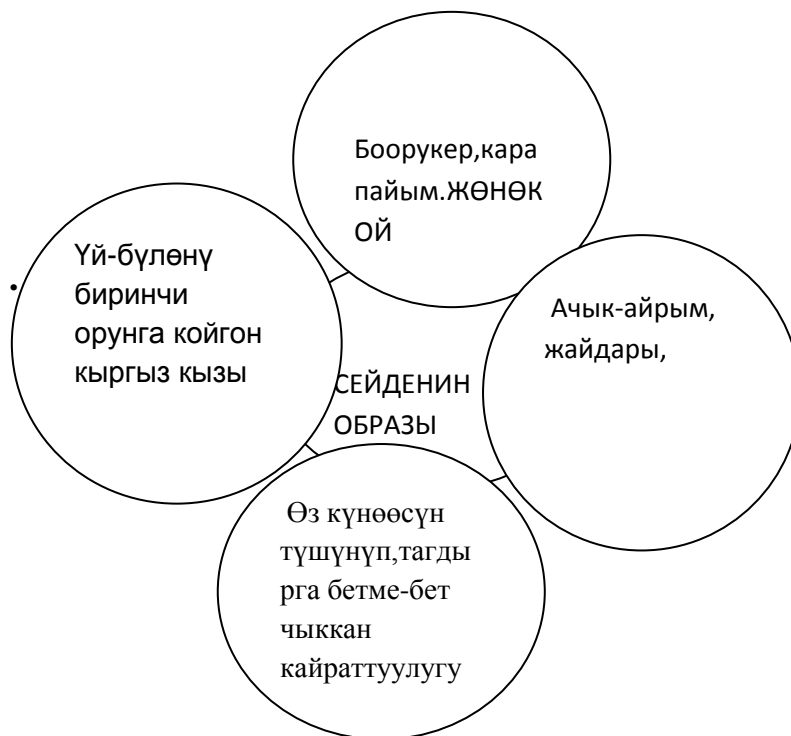 Боорукер,кара
пайым.ЖӨНӨК
ОЙ
Үй-бүлөнү
биринчи
орунга койгон
кыргыз кызы
Ачык-айрым,
жайдары,
СЕЙДЕНИН
ОБРАЗЫ
Өз күнөөсүн
түшүнүп,тагды
рга бетме-бет
чыккан
кайраттуулугу